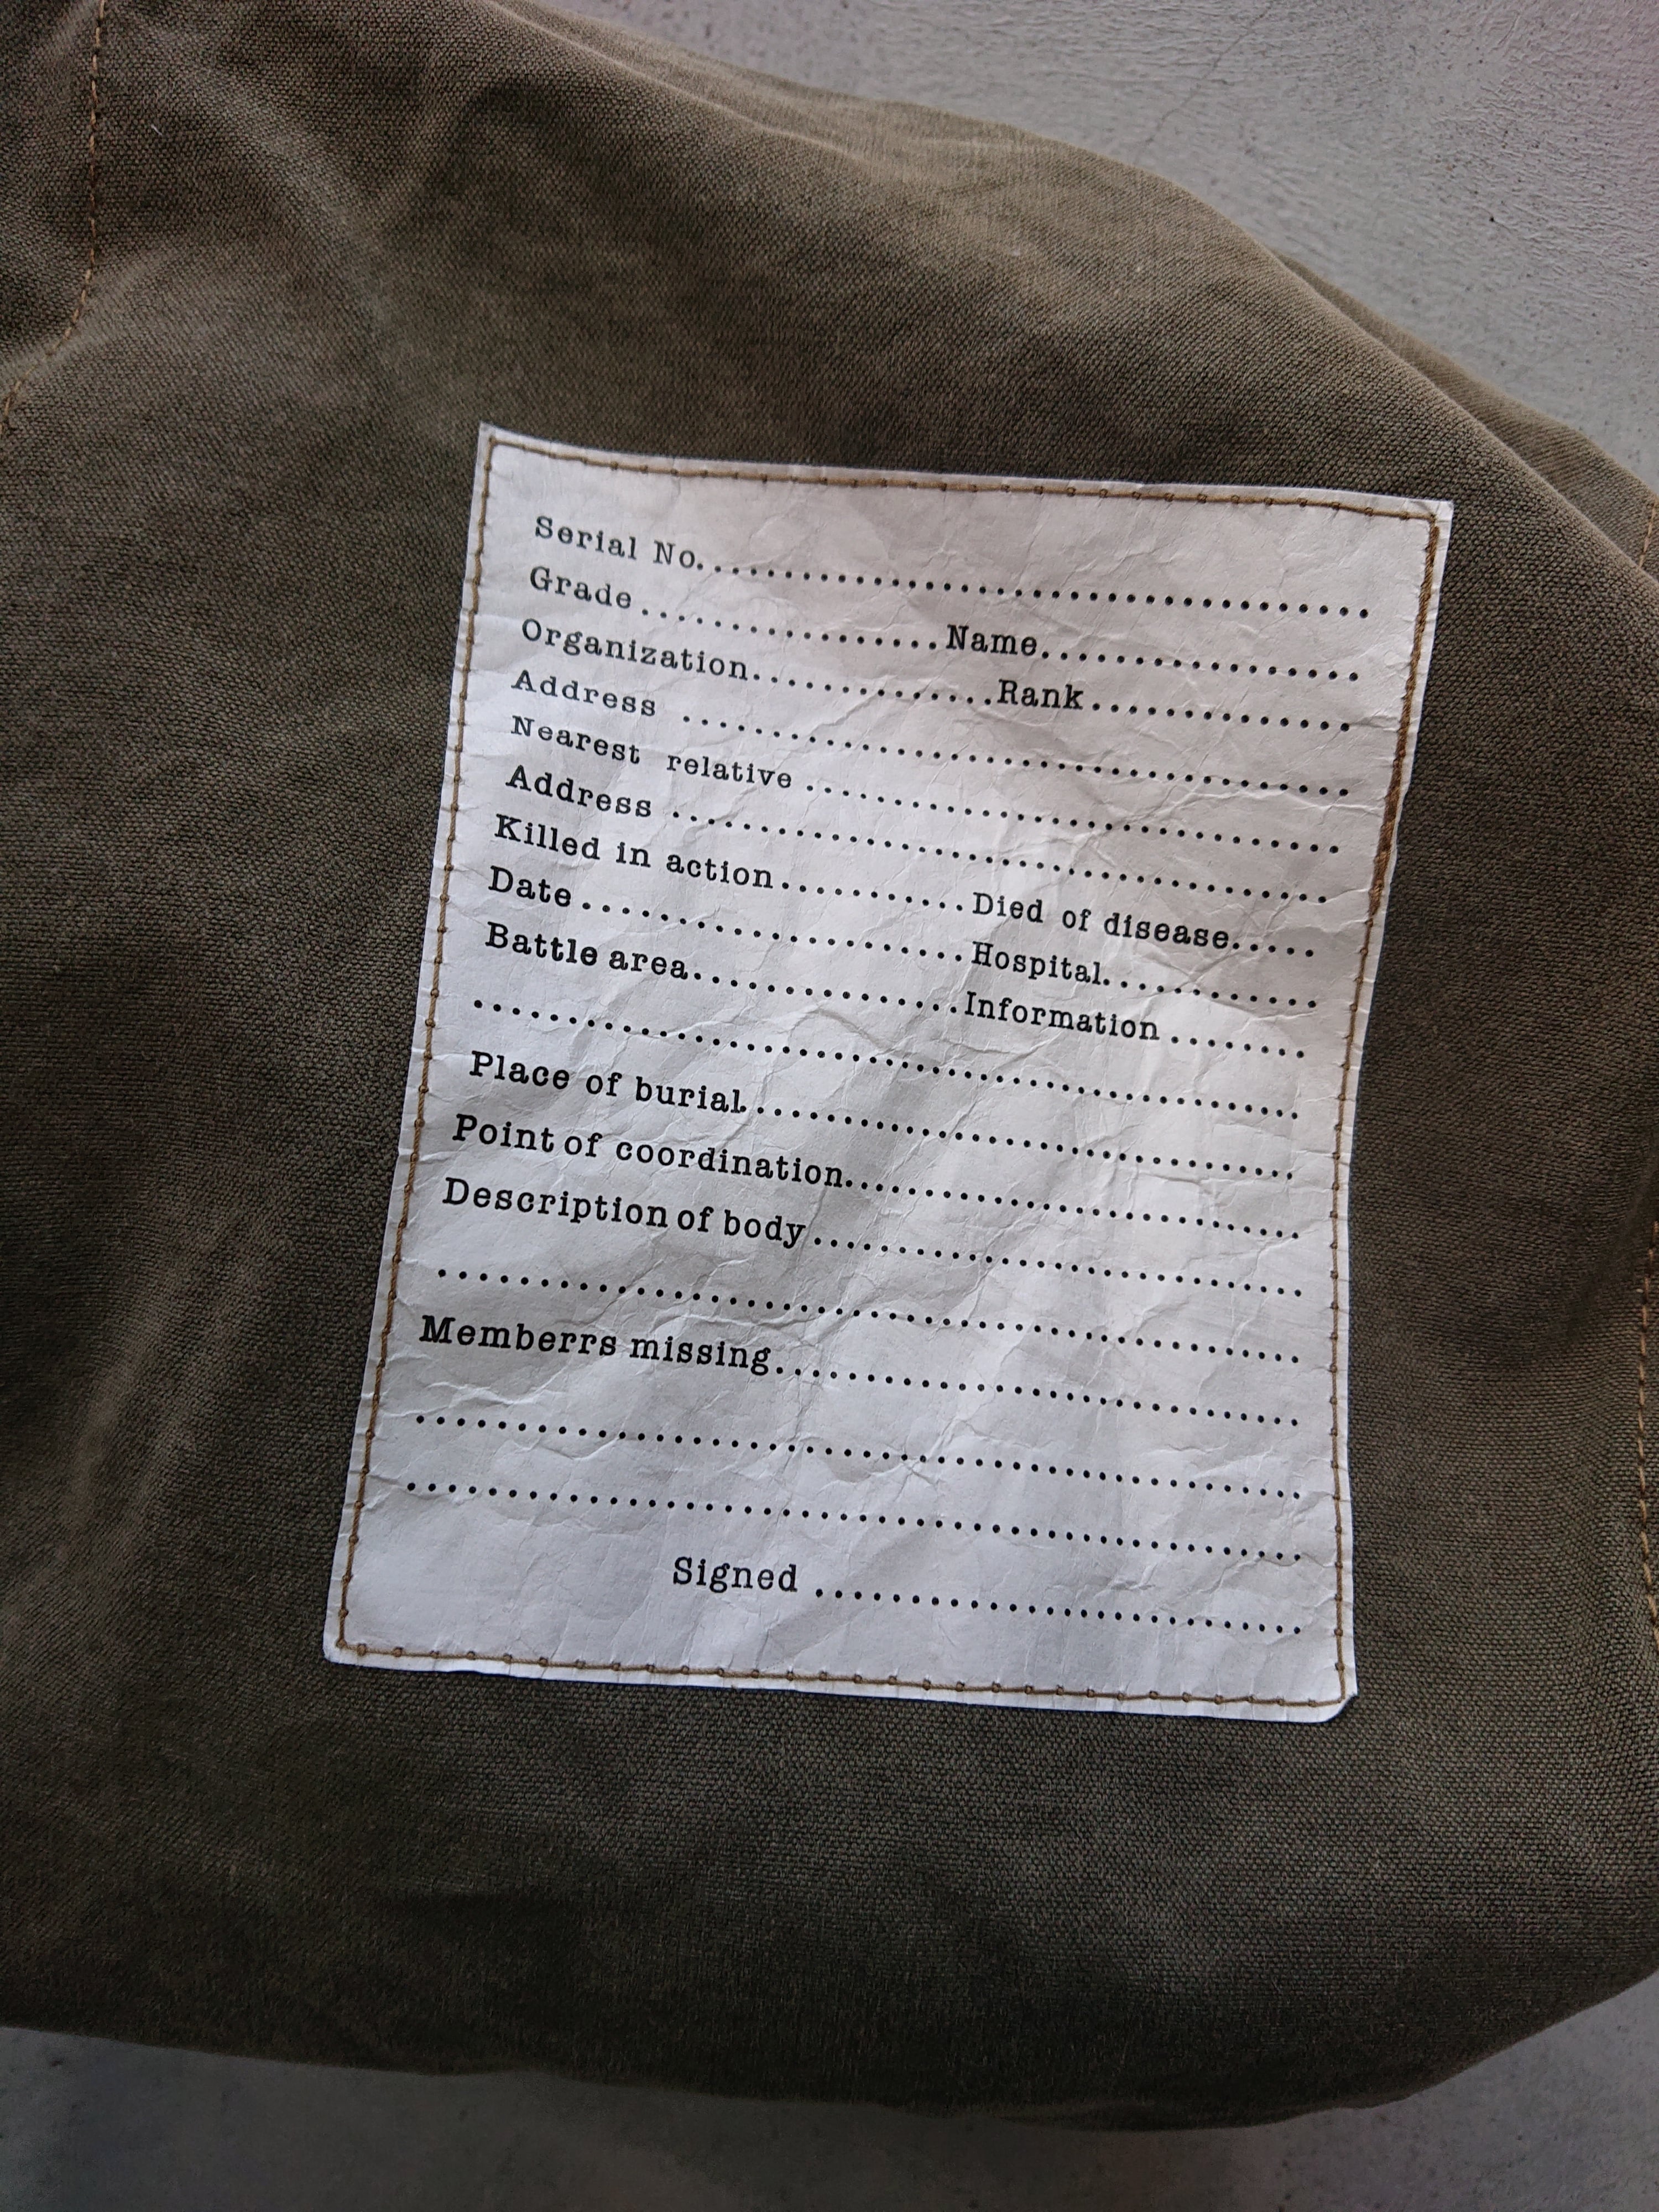 Serial No........................................
Grade..................Name..................
Organization..............Rank..............
Address ........................................
Nearest relative ................................
Address ........................................
Killed in action...........Died of disease.....
Date.......................Hospital............
Battle area................Information ........
..................................................
Place of burial.................................
Point of coordination...........................
Description of body.............................
..................................................
Memberrs missing................................
..................................................
..................................................
Signed ..........................